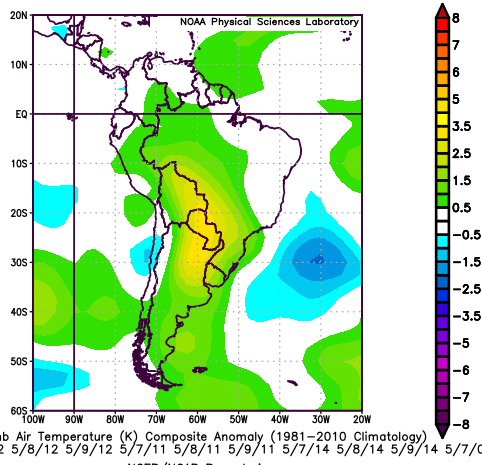 NOAA Physical Sciences Laboratory
20N
10N
EQ
10S
20S
30S
40S
50S
60S
100W 90W 80W 70W 60W 50W 40W 30W 20W
8
7
6
5
4
3.5
2.5
1.5
0.5
−0.5
−1.5
−2.5
−3.5
−4
−5
−6
−7
−8
Air Temperature (K) Composite Anomaly (1981−2010 Climatology)
5/8/12 5/9/12 5/7/11 5/8/11 5/9/11 5/7/14 5/8/14 5/9/14